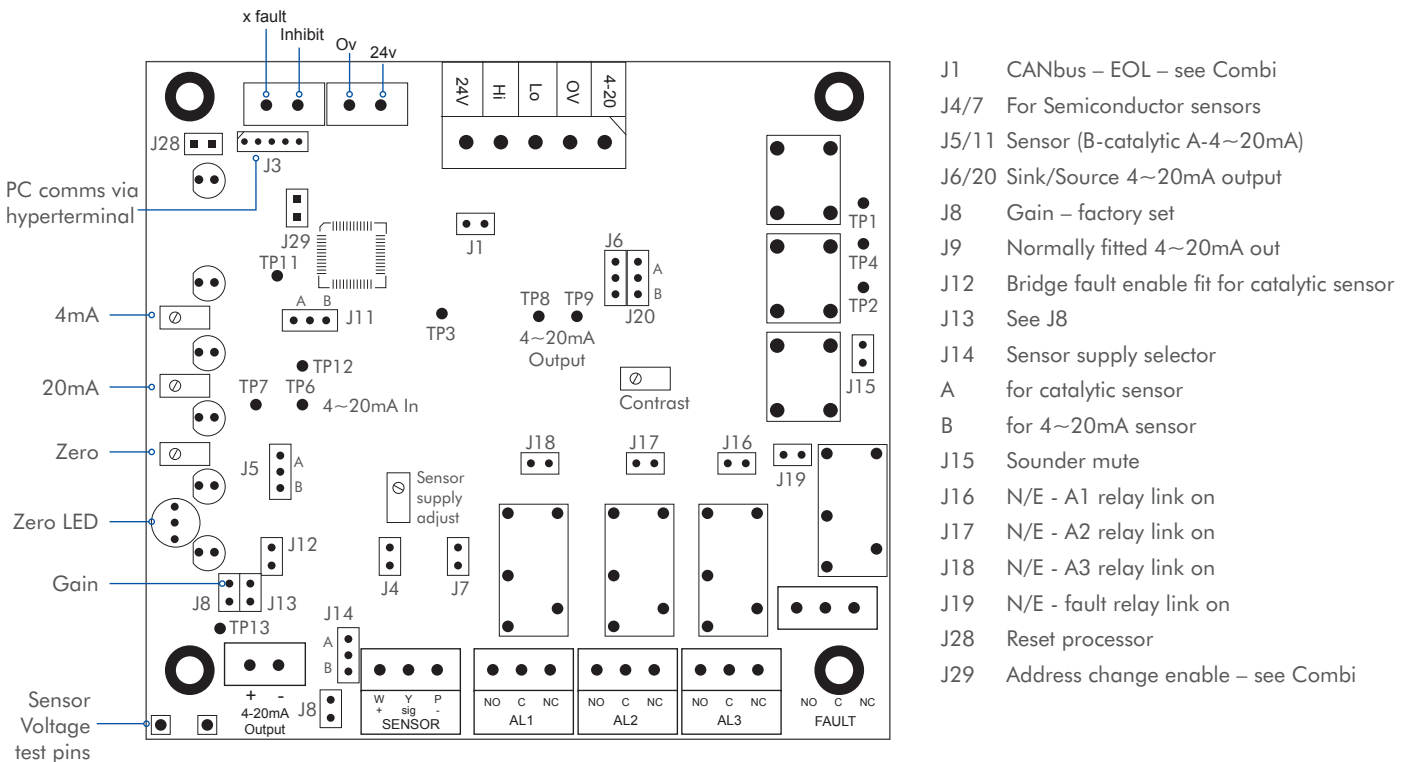 x fault
Inhibit
Ov
24v
24V
Hi
Lo
OV
4-20
J28
J3
PC comms via
hyperterminal
J29
TP11
J1
J6
A
B
J20
TP1
TP4
TP2
A B
J11
4mA
TP3
TP8 TP9
4~20mA
Output
J15
TP12
20mA
TP7 TP6
4~20mA In
Contrast
Zero
J5
A
B
J18
J17
J16
J19
Sensor
supply
adjust
Zero LED
J12
J4
J7
Gain
J8
J13
TP13
J14
A
B
+ -
4-20mA
Output
J8
W Y P
+ sig -
SENSOR
NO C NC
AL1
NO C NC
AL2
NO C NC
AL3
NO C NC
FAULT
Sensor
Voltage
test pins
J1 CANbus – EOL – see Combi
J4/7 For Semiconductor sensors
J5/11 Sensor (B-catalytic A-4~20mA)
J6/20 Sink/Source 4~20mA output
J8 Gain – factory set
J9 Normally fitted 4~20mA out
J12 Bridge fault enable fit for catalytic sensor
J13 See J8
J14 Sensor supply selector
A for catalytic sensor
B for 4~20mA sensor
J15 Sounder mute
J16 N/E - A1 relay link on
J17 N/E - A2 relay link on
J18 N/E - A3 relay link on
J19 N/E - fault relay link on
J28 Reset processor
J29 Address change enable – see Combi